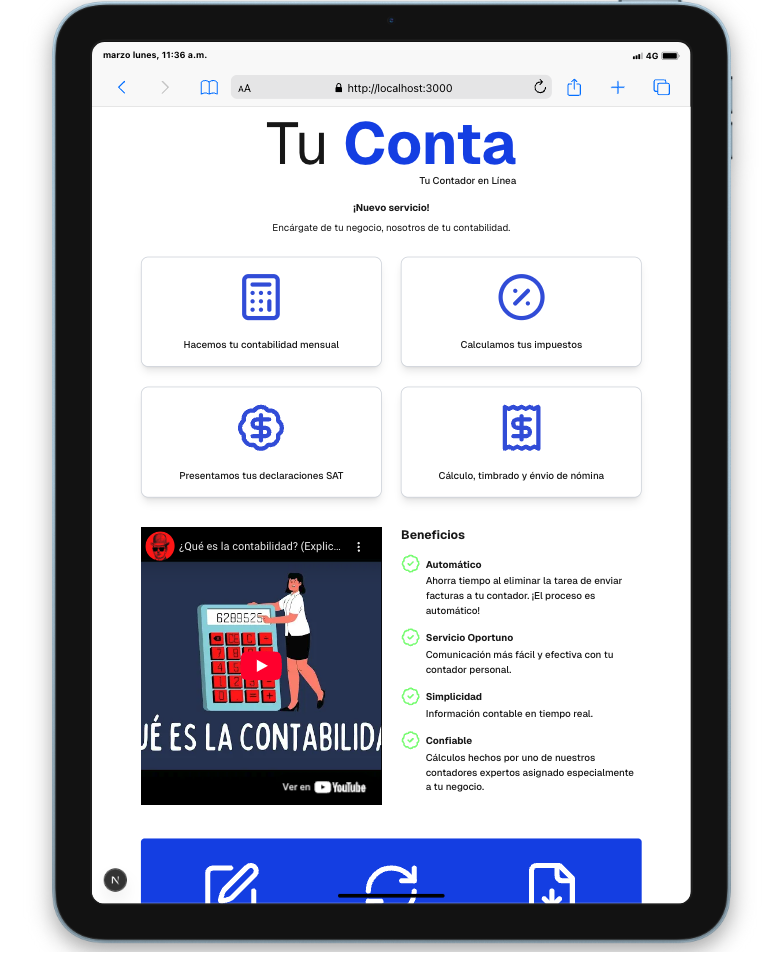 marzo lunes, 11:36 a.m.
4G
AA
http://localhost:3000
Tu Conta
Tu Contador en Línea
¡Nuevo servicio!
Encárgate de tu negocio, nosotros de tu contabilidad.
Hacemos tu contabilidad mensual
Calculamos tus impuestos
Presentamos tus declaraciones SAT
Cálculo, timbrado y énvio de nómina
¿Qué es la contabilidad? (Explic...
6289525
UÉ ES LA CONTABILIDA
Ver en YouTube
Beneficios
Automático
Ahorra tiempo al eliminar la tarea de enviar
facturas a tu contador. ¡El proceso es
automático!
Servicio Oportuno
Comunicación más fácil y efectiva con tu
contador personal.
Simplicidad
Información contable en tiempo real.
Confiable
Cálculos hechos por uno de nuestros
contadores expertos asignado especialmente
a tu negocio.
N